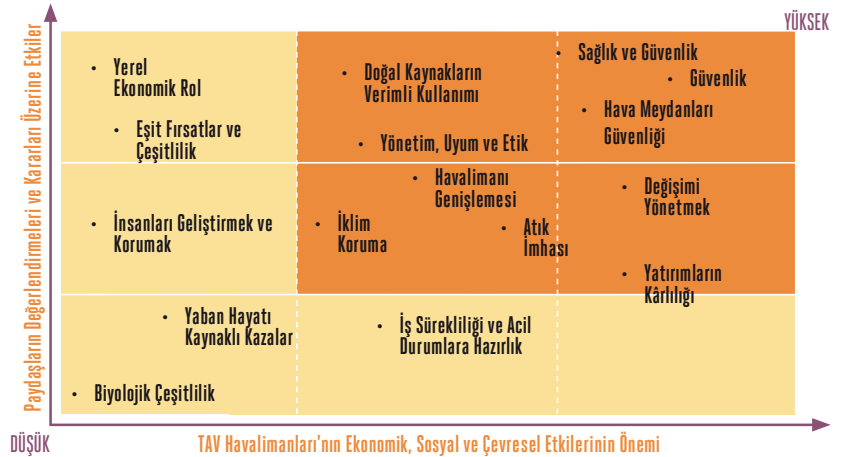 YÜKSEK
Paydaşların Değerlendirmeleri ve Kararları Üzerine Etkiler
• Yerel
Ekonomik Rol
• Eşit Fırsatlar ve
Çeşitlilik
• Doğal Kaynakların
Verimli Kullanımı
• Yönetim, Uyum ve Etik
• Sağlık ve Güvenlik
• Güvenlik
• Hava Meydanları
Güvenliği
• İnsanları Geliştirmek ve
Korumak
• Havalimanı
Genişlemesi
• İklim
Koruma
• Atık
İmhası
• Değişimi
Yönetmek
• Yatırımların
Kârlılığı
• Yaban Hayatı
Kaynaklı Kazalar
• İş Sürekliliği ve Acil
Durumlara Hazırlık
• Biyolojik Çeşitlilik
DÜŞÜK
TAV Havalimanları’nın Ekonomik, Sosyal ve Çevresel Etkilerinin Önemi